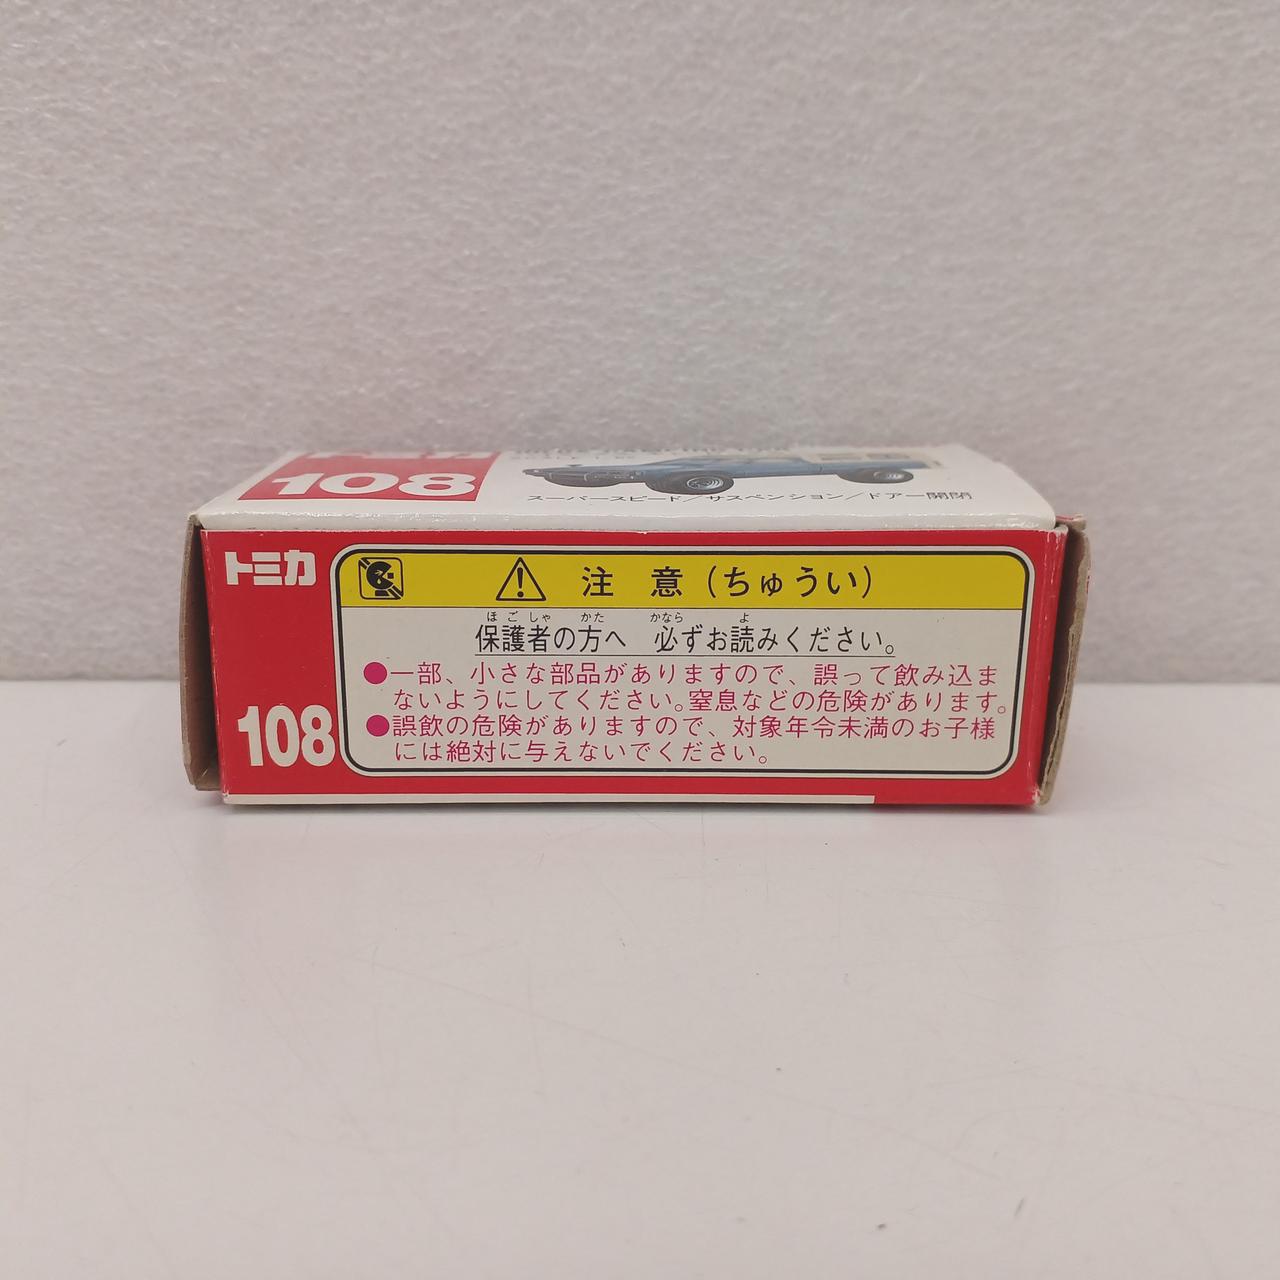 108
スーパースピード／サスペンション／ドアー開閉
トミカ
注意(ちゅうい)
ほごしゃ かた かなら よ
保護者の方へ 必ずお読みください。
●一部、小さな部品がありますので、誤って飲み込ま
ないようにしてください。窒息などの危険があります。
●誤飲の危険がありますので、対象年令未満のお子様
には絶対に与えないでください。
108